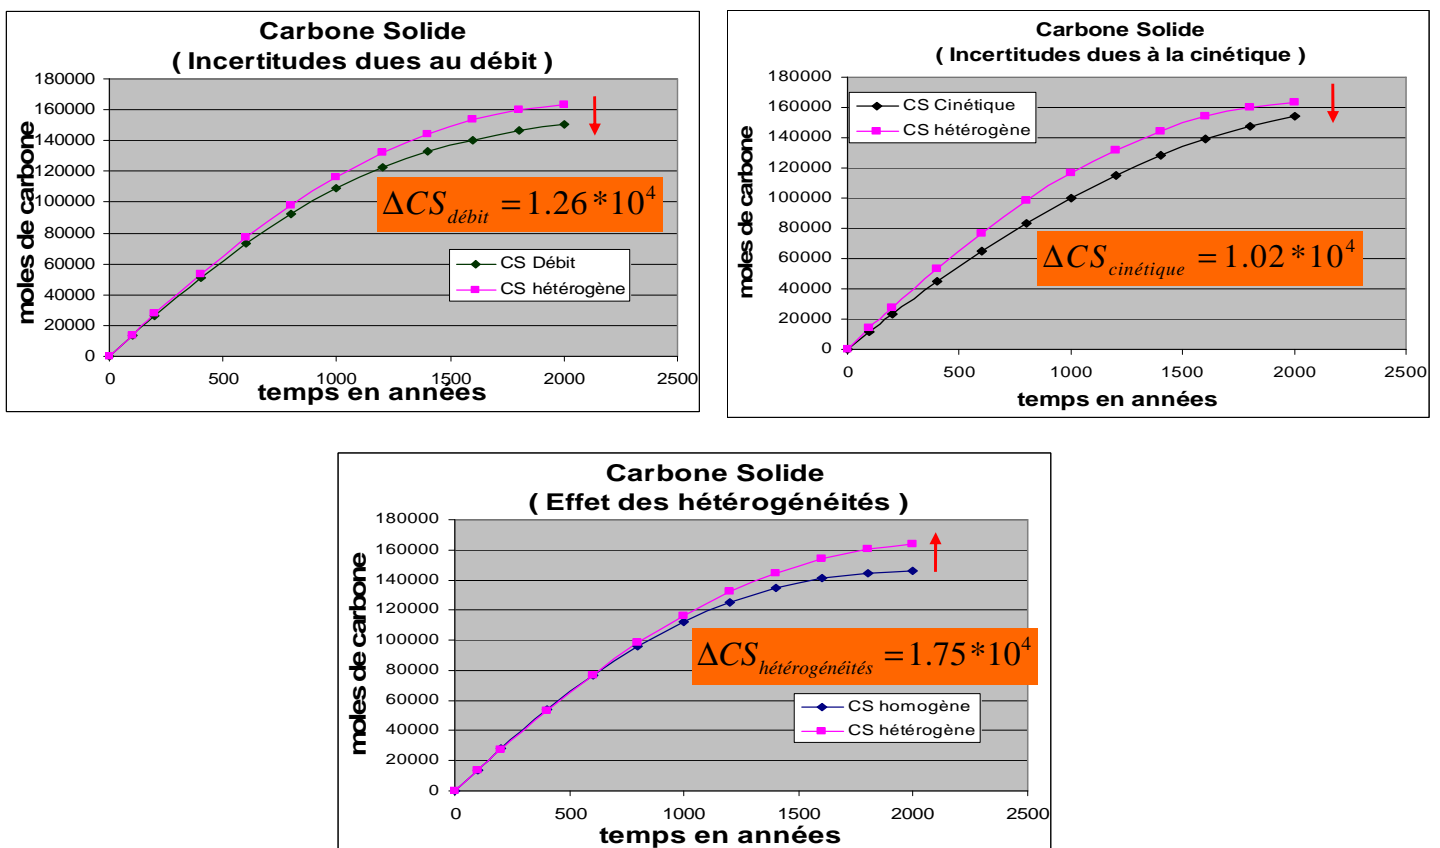 Carbone Solide
( Incertitudes dues au débit )
180000
160000
140000
120000
100000
80000
60000
40000
20000
0
moles de carbone
ΔCS_débit = 1.26*10^4
CS Débit
CS hétérogène
0 500 1000 1500 2000 2500
temps en années
Carbone Solide
( Incertitudes dues à la cinétique )
180000
160000
140000
120000
100000
80000
60000
40000
20000
0
moles de carbone
CS Cinétique
CS hétérogène
ΔCS_cinétique = 1.02*10^4
0 500 1000 1500 2000 2500
temps en années
Carbone Solide
( Effet des hétérogénéités )
180000
160000
140000
120000
100000
80000
60000
40000
20000
0
moles de carbone
ΔCS_hétérogénéités = 1.75*10^4
CS homogène
CS hétérogène
0 500 1000 1500 2000 2500
temps en années